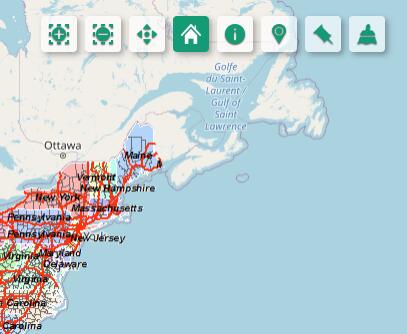 Golfe
du Saint-
Laurent /
Gulf of
Saint
Lawrence
Ottawa
Maine
Vermont
New Hampshire
New York
Massachusetts
Pennsylvania
Pennsylvania
New Jersey
Maryland
Virginia
Delaware
Virginia
Carolina
Carolina